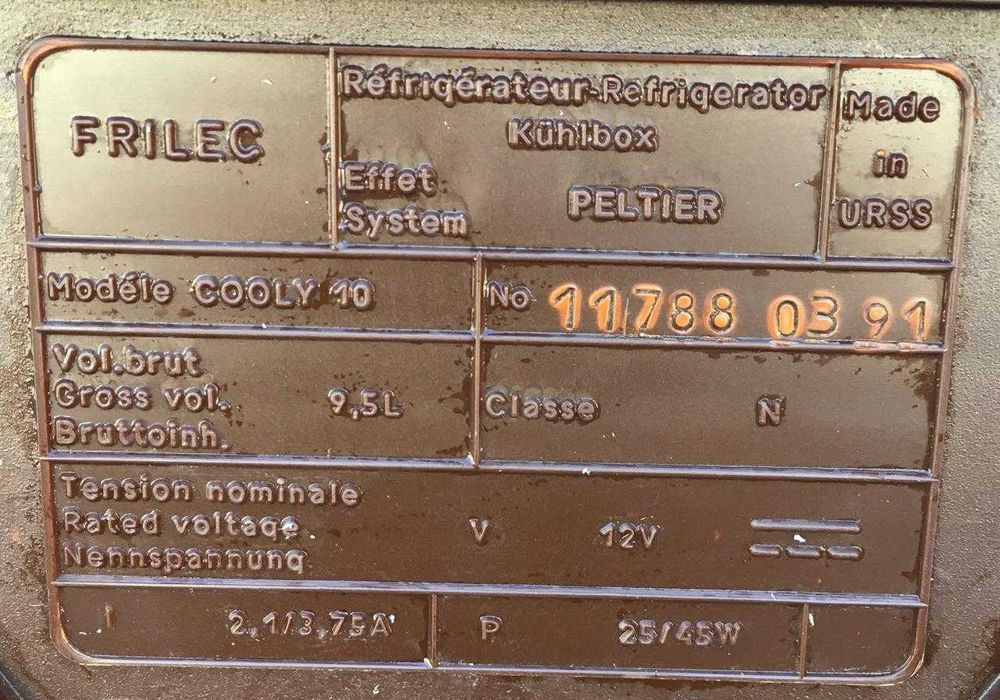 FRILEC
Réfrigérateur-Refrigerator
Kühlbox
Effet
System
PELTIER
Made
in
URSS
Modéle COOLY 10
No 11788 03 91
Vol.brut
Gross vol.
Bruttoinh.
9,5L
Classe N
Tension nominale
Rated voltage
Nennspannung
V 12V
I 2,1/3,75A
P 25/45W